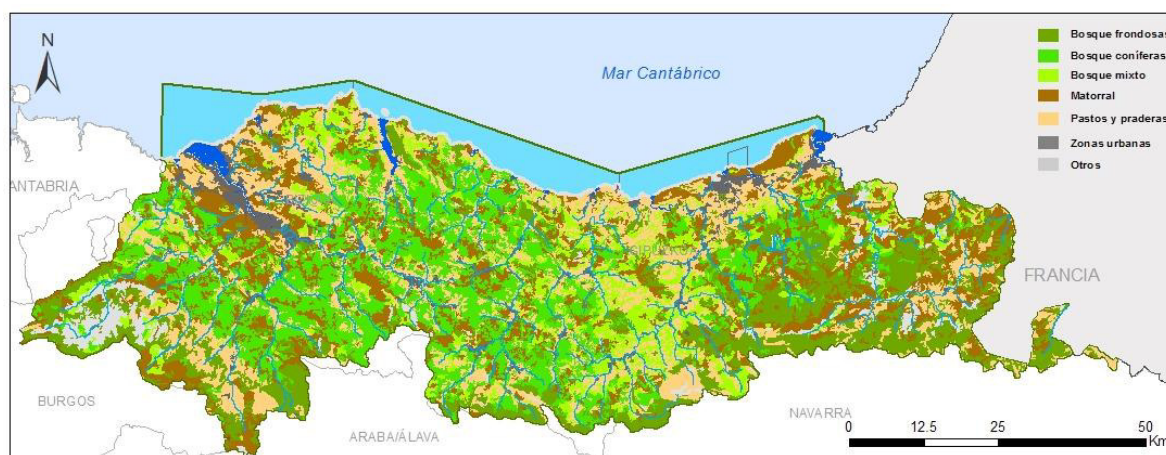 N
Mar Cantábrico
Bosque frondosas
Bosque coníferas
Bosque mixto
Matorral
Pastos y praderas
Zonas urbanas
Otros
ANTABRIA
FRANCIA
BURGOS
ARABA/ÁLAVA
NAVARRA
0 12.5 25 50
Km